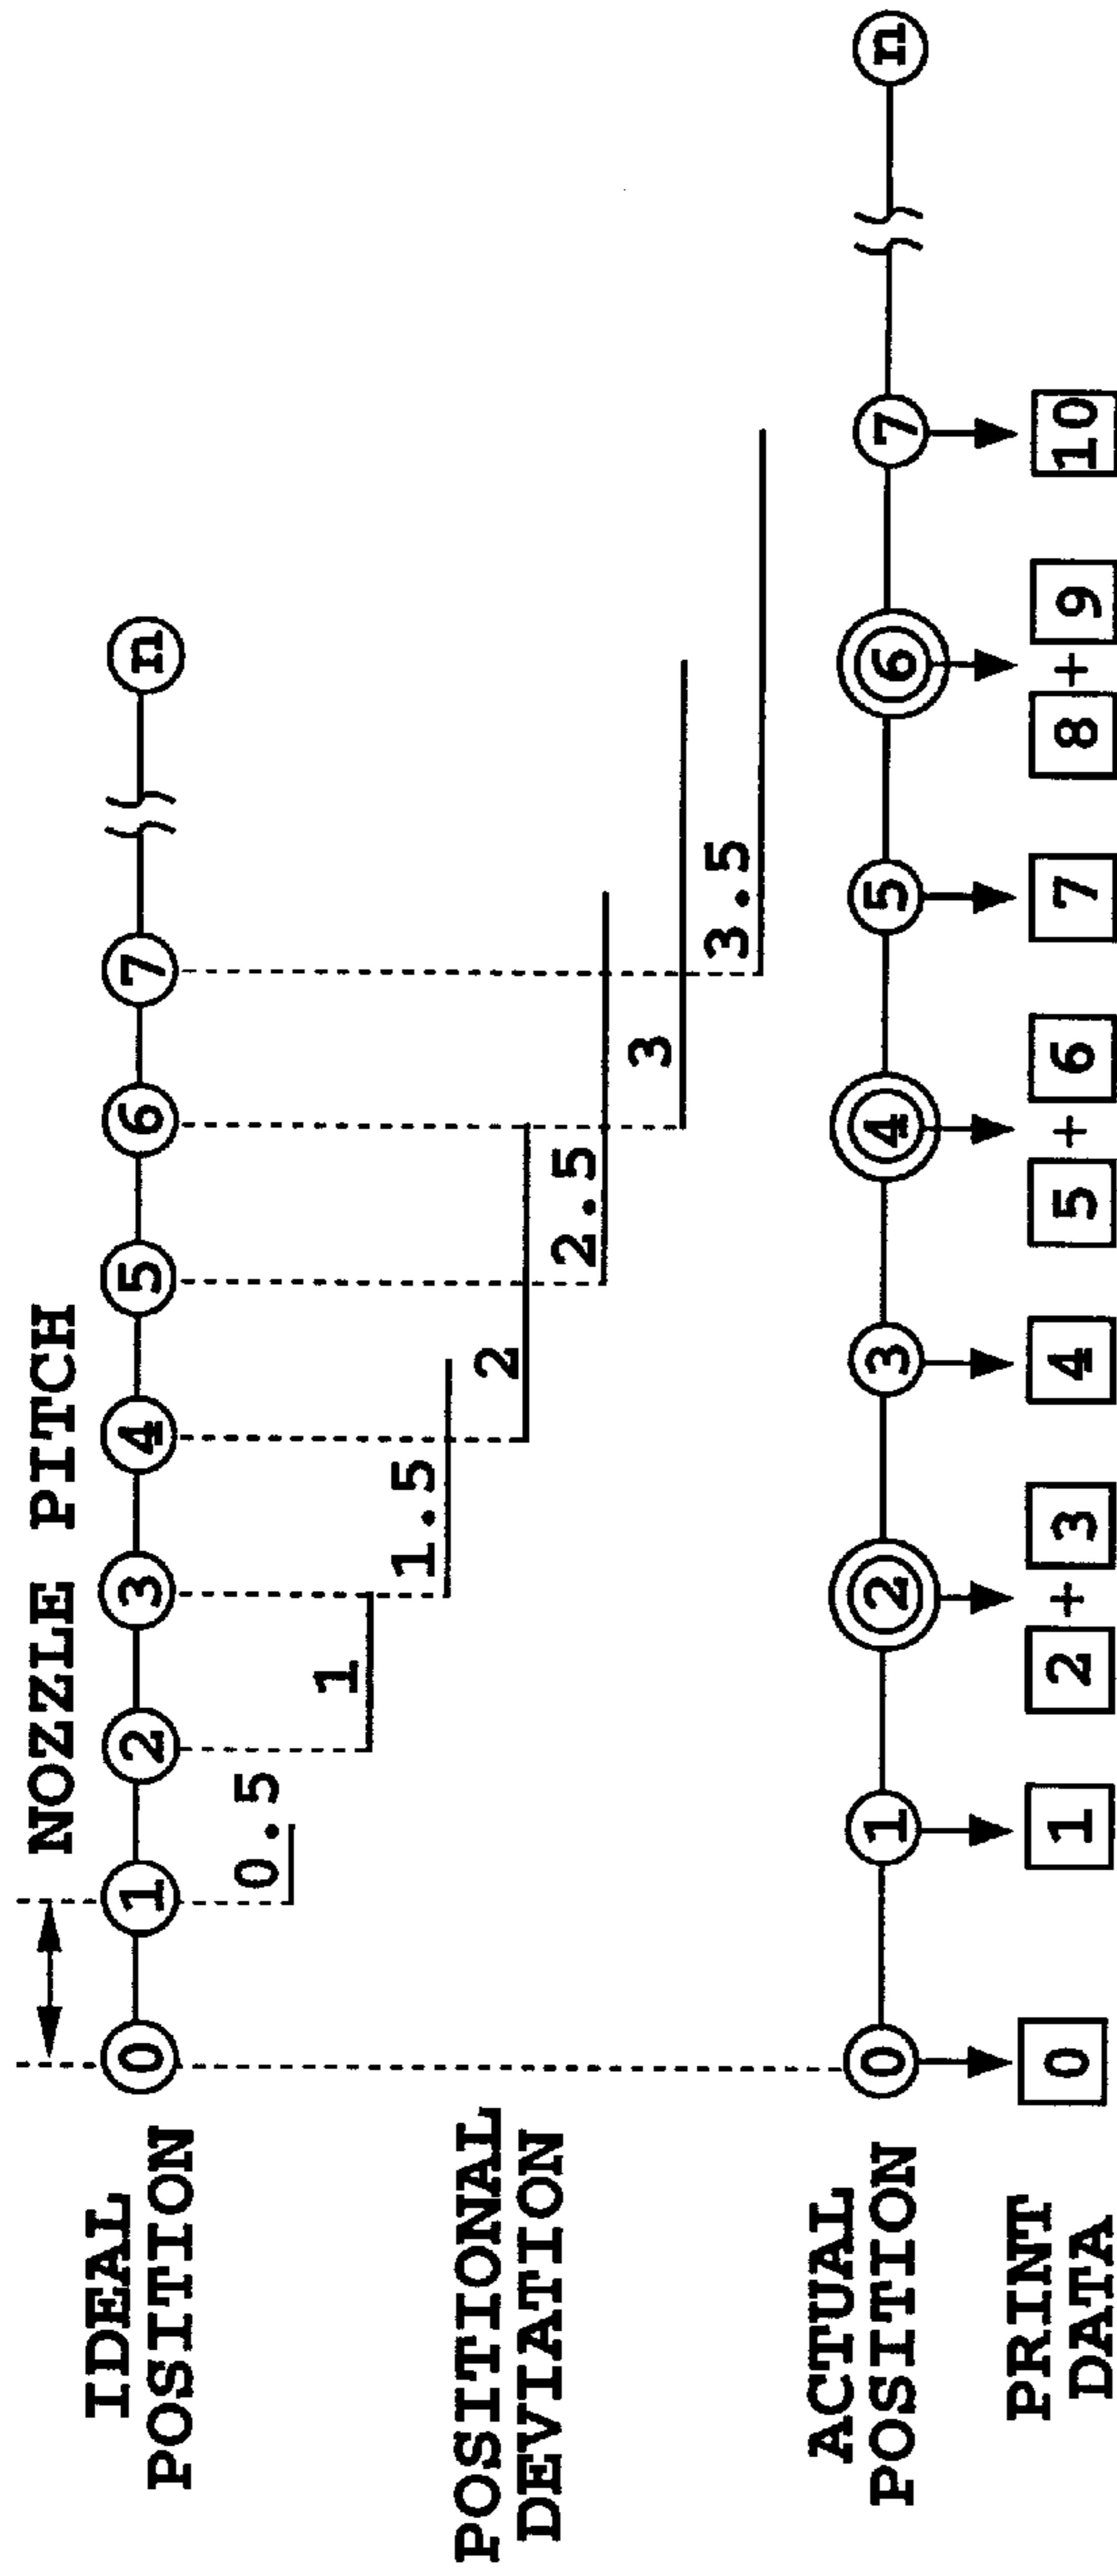 NOZZLE PITCH
IDEAL
POSITION
0 1 2 3 4 5 6 7 n
POSITIONAL
DEVIATION
0.5
1
1.5
2
2.5
3
3.5
ACTUAL
POSITION
0 1 2 3 4 5 6 7 n
PRINT
DATA
0 1 2 + 3 4 5 + 6 7 8 + 9 10